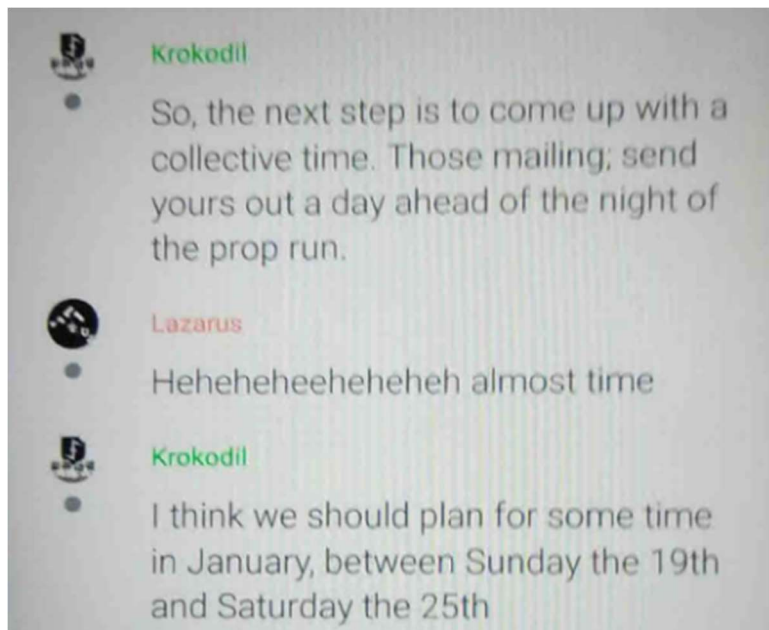 Krokodil
So, the next step is to come up with a
collective time. Those mailing; send
yours out a day ahead of the night of
the prop run.
Lazarus
Heheheheeheheheh almost time
Krokodil
I think we should plan for some time
in January, between Sunday the 19th
and Saturday the 25th